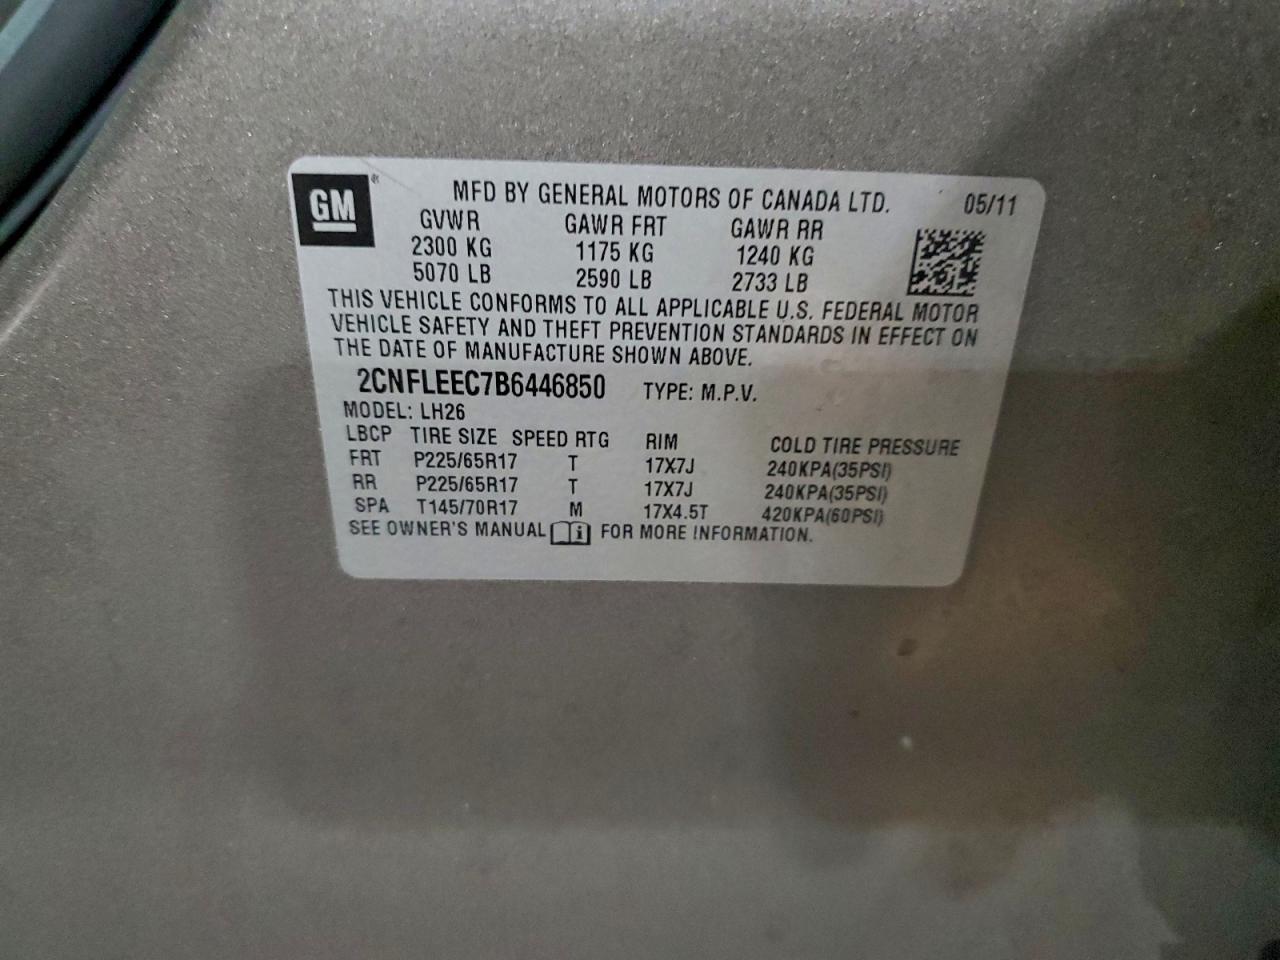 GM
MFD BY GENERAL MOTORS OF CANADA LTD. 05/11
GVWR GAWR FRT GAWR RR
2300 KG 1175 KG 1240 KG
5070 LB 2590 LB 2733 LB
THIS VEHICLE CONFORMS TO ALL APPLICABLE U.S. FEDERAL MOTOR
VEHICLE SAFETY AND THEFT PREVENTION STANDARDS IN EFFECT ON
THE DATE OF MANUFACTURE SHOWN ABOVE.
2CNFLEEC7B6446850 TYPE: M.P.V.
MODEL: LH26
LBCP TIRE SIZE SPEED RTG RIM COLD TIRE PRESSURE
FRT P225/65R17 T 17X7J 240KPA(35PSI)
RR P225/65R17 T 17X7J 240KPA(35PSI)
SPA T145/70R17 M 17X4.5T 420KPA(60PSI)
SEE OWNER'S MANUAL i FOR MORE INFORMATION.